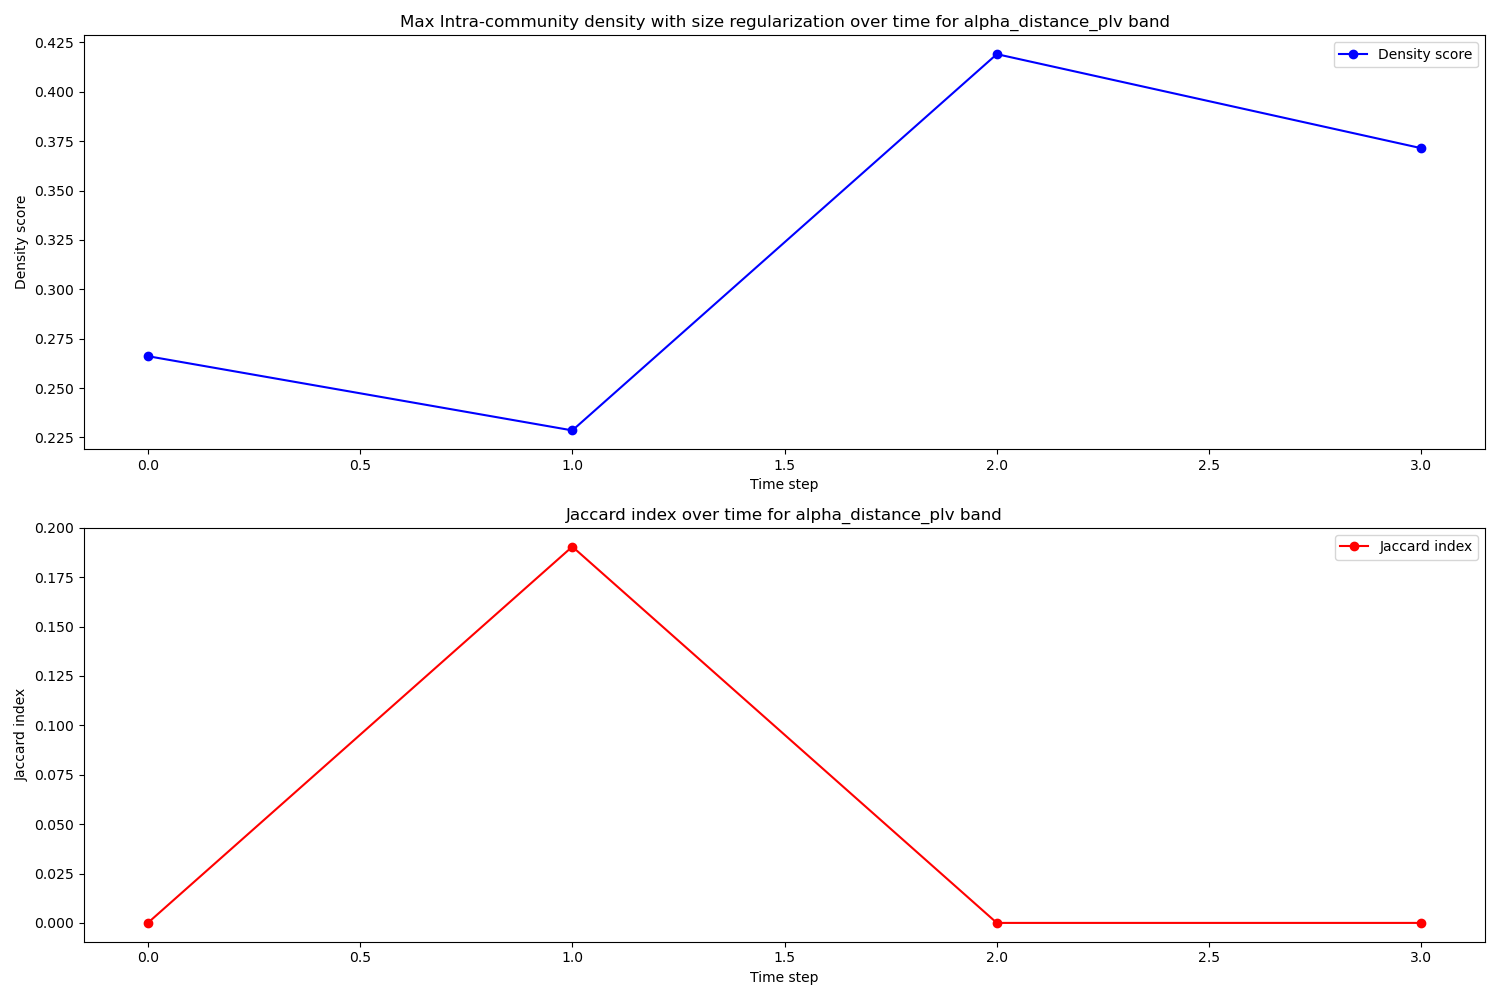 Max Intra-community density with size regularization over time for alpha_distance_plv band
0.425
0.400
0.375
0.350
0.325
0.300
0.275
0.250
0.225
Density score
Density score
0.0 0.5 1.0 1.5 2.0 2.5 3.0
Time step
Jaccard index over time for alpha_distance_plv band
0.200
0.175
0.150
0.125
0.100
0.075
0.050
0.025
0.000
Jaccard index
Jaccard index
0.0 0.5 1.0 1.5 2.0 2.5 3.0
Time step